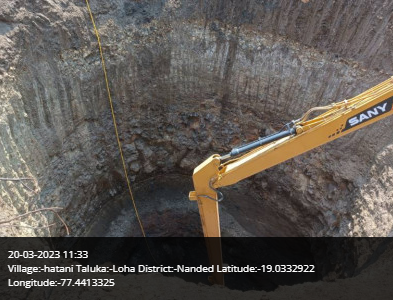 SANY
20-03-2023 11:33
Village:-hatani Taluka:-Loha District:-Nanded Latitude:-19.0332922
Longitude:-77.4413325